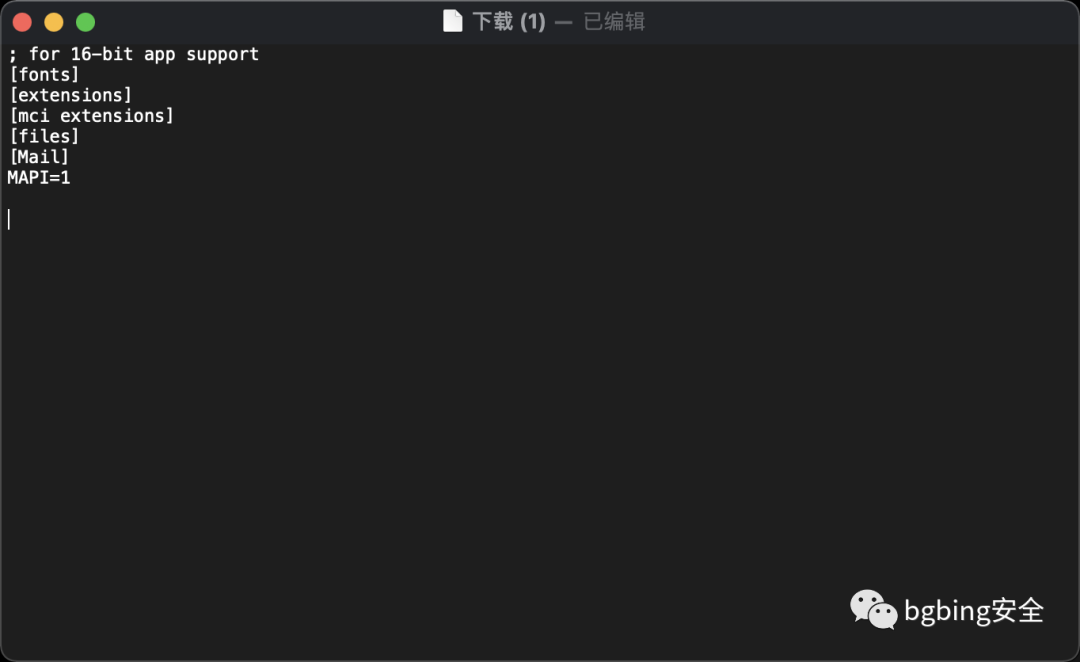 下载 (1) — 已编辑
; for 16-bit app support
[fonts]
[extensions]
[mci extensions]
[files]
[Mail]
MAPI=1
bgbing安全